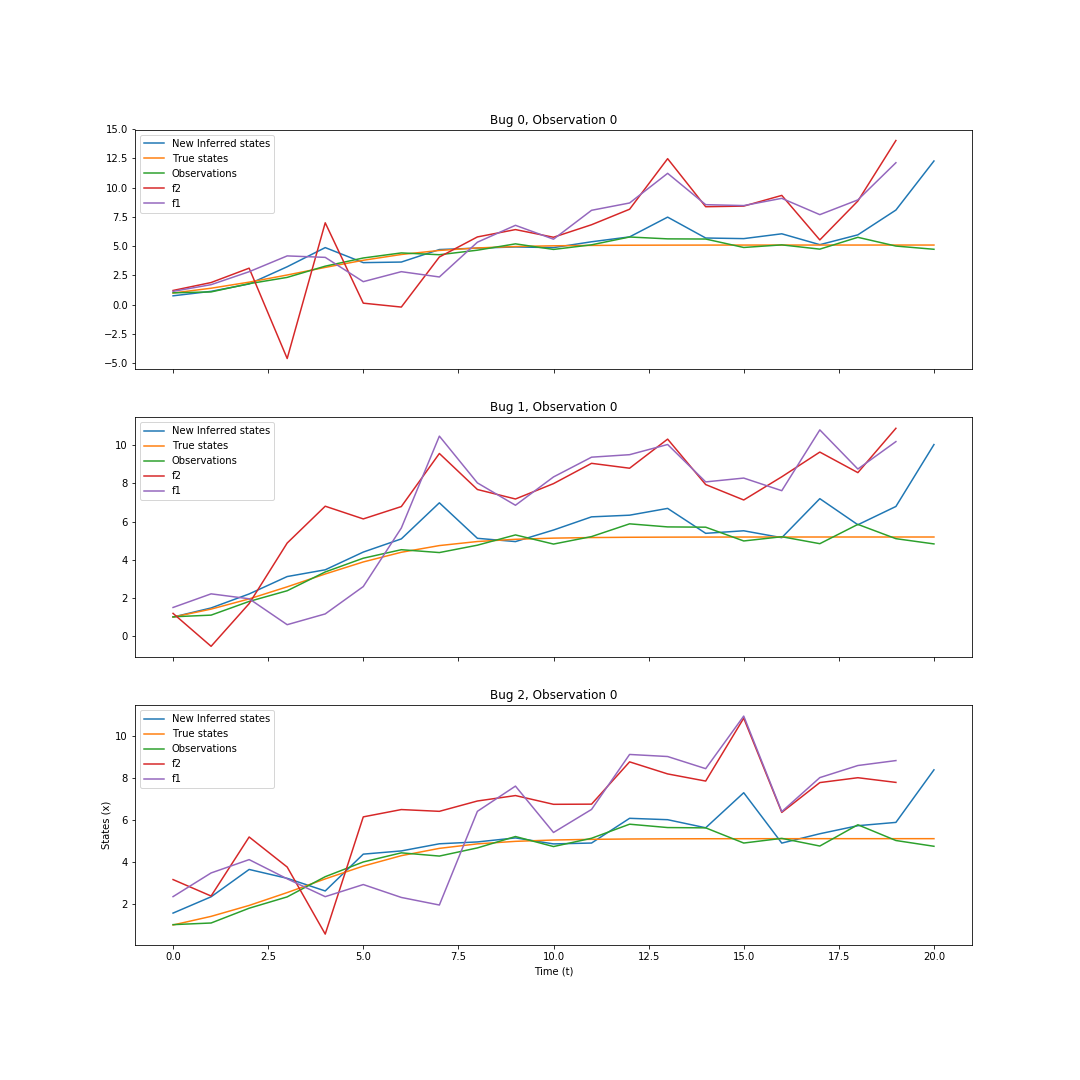 Bug 0, Observation 0
15.0
12.5
10.0
7.5
5.0
2.5
0.0
−2.5
−5.0
New Inferred states
True states
Observations
f2
f1
Bug 1, Observation 0
10
8
6
4
2
0
New Inferred states
True states
Observations
f2
f1
Bug 2, Observation 0
10
8
6
4
2
States (x)
New Inferred states
True states
Observations
f2
f1
0.0 2.5 5.0 7.5 10.0 12.5 15.0 17.5 20.0
Time (t)